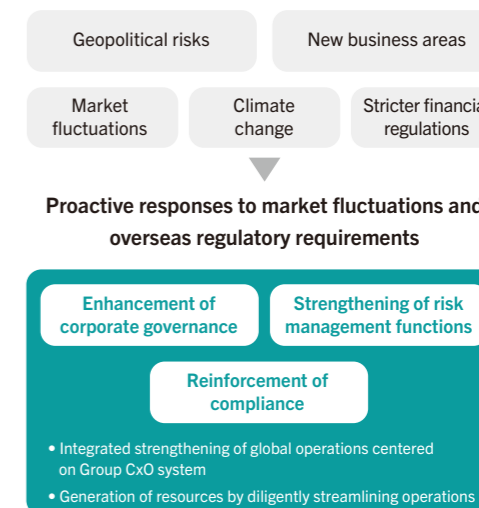 Geopolitical risks
New business areas
Market
fluctuations
Climate
change
Stricter financia
regulations
Proactive responses to market fluctuations and
overseas regulatory requirements
Enhancement of
corporate governance
Strengthening of risk
management functions
Reinforcement of
compliance
• Integrated strengthening of global operations centered
on Group CxO system
• Generation of resources by diligently streamlining operations